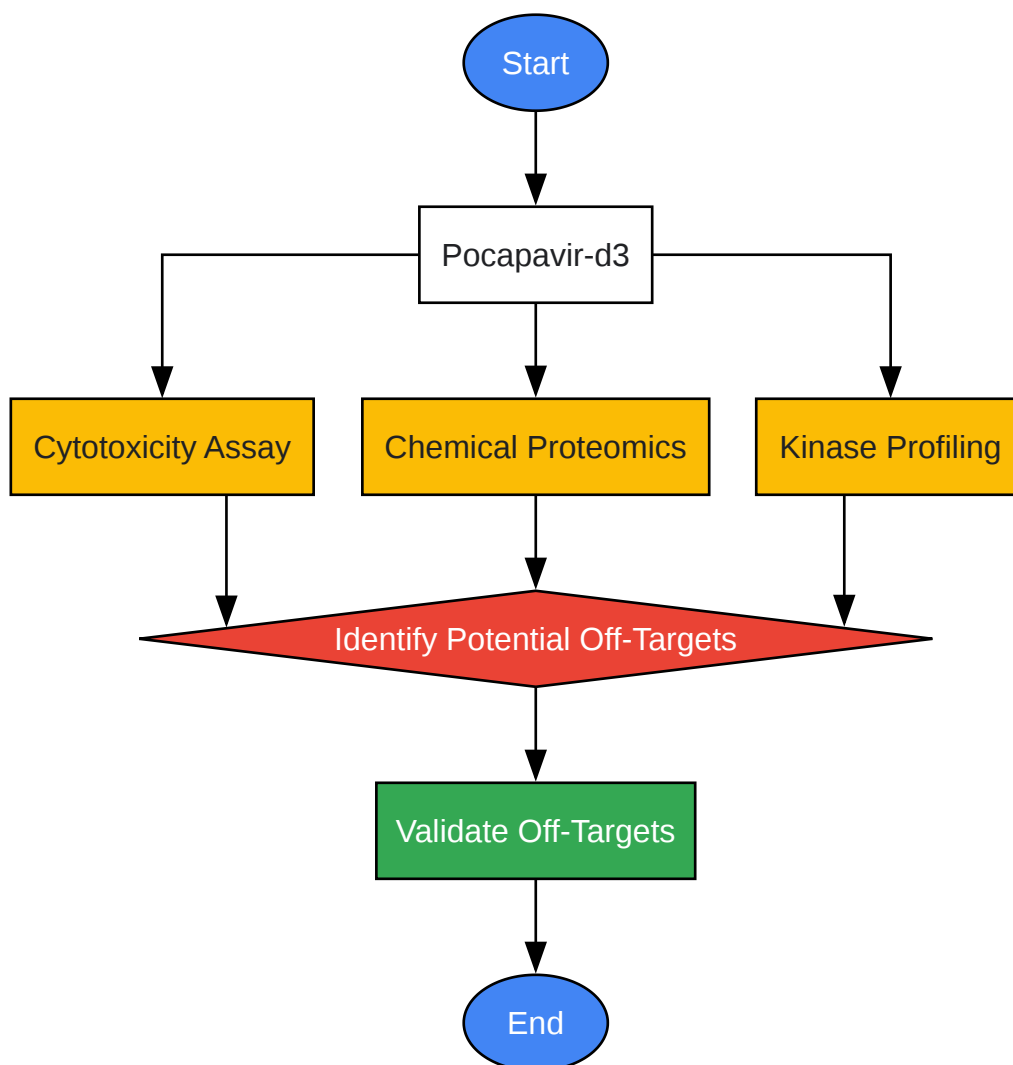 Start
Pocapavir-d3
Cytotoxicity Assay
Chemical Proteomics
Kinase Profiling
Identify Potential Off-Targets
Validate Off-Targets
End